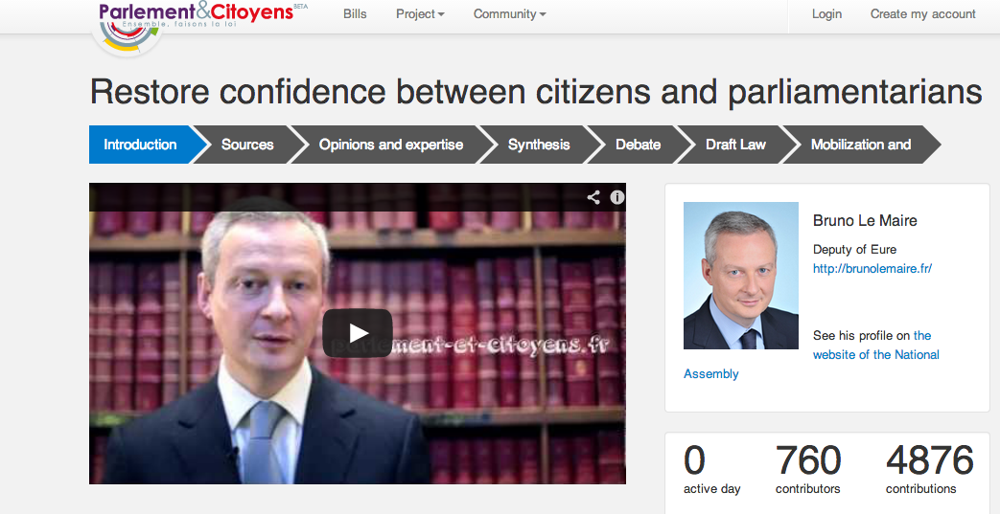 Parlement&Citoyens BETA
Ensemble, faisons la loi
Bills
Project
Community
Login
Create my account
Restore confidence between citizens and parliamentarians
Introduction
Sources
Opinions and expertise
Synthesis
Debate
Draft Law
Mobilization and
parlement-et-citoyens.fr
Bruno Le Maire
Deputy of Eure
http://brunolemaire.fr/
See his profile on the
website of the National
Assembly
0
active day
760
contributors
4876
contributions